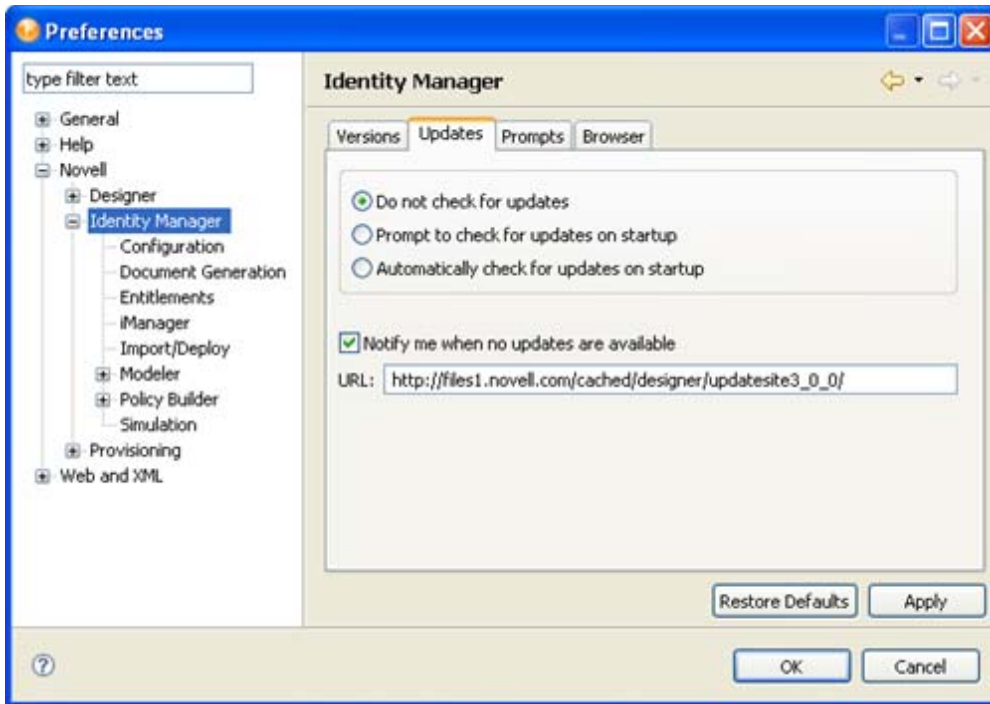 Preferences
type filter text
General
Help
Novell
Designer
Identity Manager
Configuration
Document Generation
Entitlements
iManager
Import/Deploy
Modeler
Policy Builder
Simulation
Provisioning
Web and XML
Identity Manager
Versions Updates Prompts Browser
Do not check for updates
Prompt to check for updates on startup
Automatically check for updates on startup
Notify me when no updates are available
URL: http://files1.novell.com/cached/designer/updatesite3_0_0/
Restore Defaults Apply
? OK Cancel